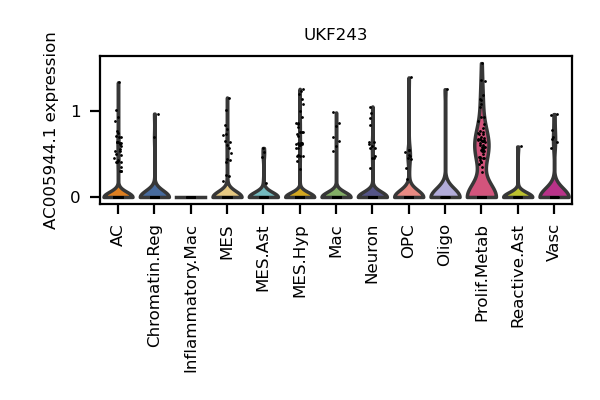 UKF243
AC005944.1 expression
1
0
AC
Chromatin.Reg
Inflammatory.Mac
MES
MES.Ast
MES.Hyp
Mac
Neuron
OPC
Oligo
Prolif.Metab
Reactive.Ast
Vasc